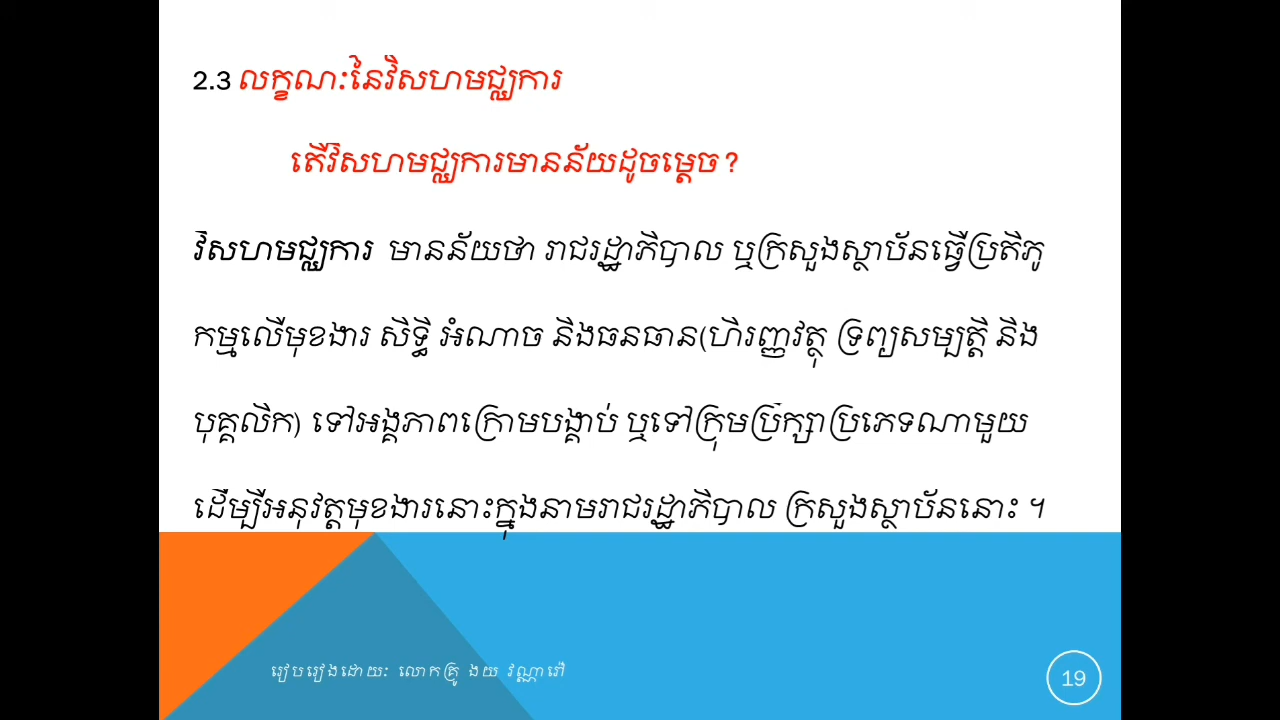 2.3 លក្ខណៈនៃវិសហមជ្ឈការ
តើវិសហមជ្ឈការមានន័យដូចម្តេច?
វិសហមជ្ឈការ មានន័យថា រាជរដ្ឋាភិបាល ឬក្រសួងស្ថាប័នធ្វើប្រតិភូ
កម្មលើមុខងារ សិទ្ធិ អំណាច និងធនធាន(ហិរញ្ញវត្ថុ ទ្រព្យសម្បត្តិ និង
បុគ្គលិក) ទៅអង្គភាពក្រោមបង្គាប់ ឬទៅក្រុមប្រឹក្សាប្រភេទណាមួយ
ដើម្បីអនុវត្តមុខងារនោះក្នុងនាមរាជរដ្ឋាភិបាល ក្រសួងស្ថាប័ននោះ ។
រៀបរៀងដោយៈ លោកគ្រូ ងយ វណ្ណារ៉ៅ
19